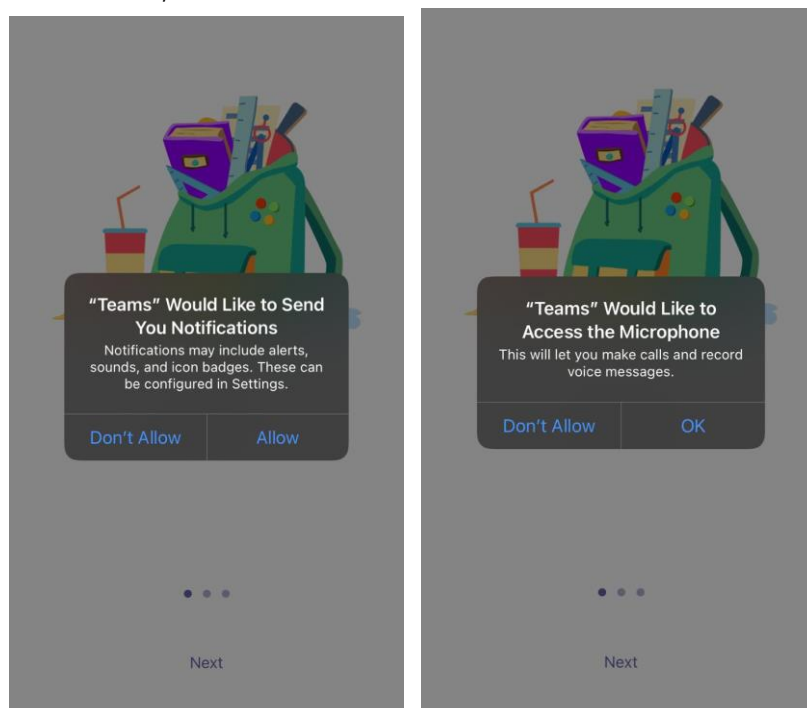 “Teams” Would Like to Send
You Notifications
Notifications may include alerts,
sounds, and icon badges. These can
be configured in Settings.
Don’t Allow
Allow
Next
“Teams” Would Like to
Access the Microphone
This will let you make calls and record
voice messages.
Don’t Allow
OK
Next